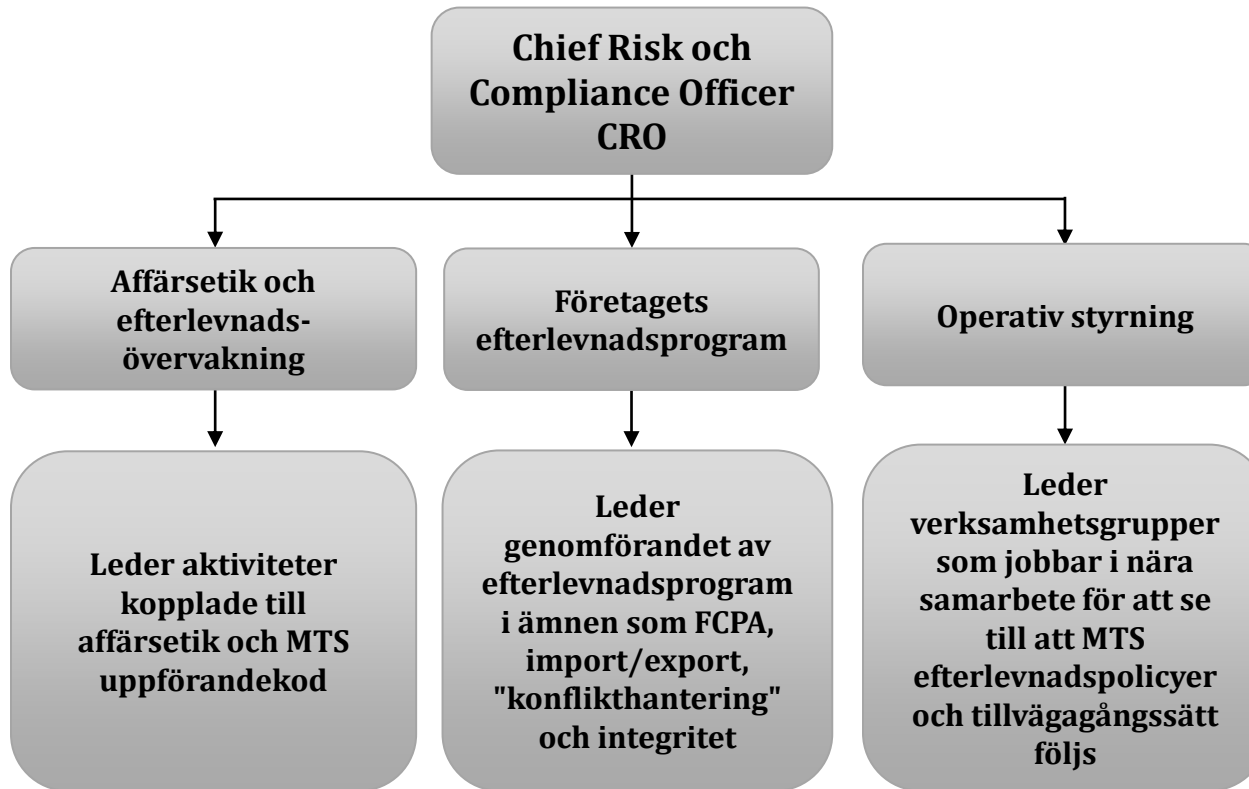 Chief Risk och
Compliance Officer
CRO
Affärsetik och
efterlevnads-
övervakning
Företagets
efterlevnadsprogram
Operativ styrning
Leder aktiviteter
kopplade till
affärsetik och MTS
uppförandekod
Leder
genomförandet av
efterlevnadsprogram
i ämnen som FCPA,
import/export,
"konflikthantering"
och integritet
Leder
verksamhetsgrupper
som jobbar i nära
samarbete för att se
till att MTS
efterlevnadspolicyer
och tillvägagångssätt
följs